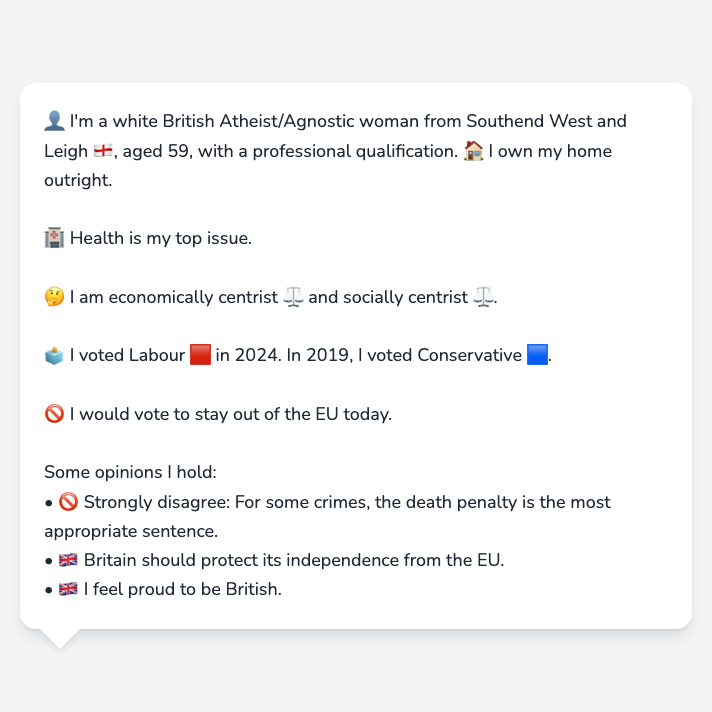 👤 I'm a white British Atheist/Agnostic woman from Southend West and
Leigh 🏴󠁧󠁢󠁥󠁮󠁧󠁿, aged 59, with a professional qualification. 🏠 I own my home
outright.
🏥 Health is my top issue.
🤔 I am economically centrist ⚖️ and socially centrist ⚖️.
🗳️ I voted Labour 🟥 in 2024. In 2019, I voted Conservative 🟦.
🚫 I would vote to stay out of the EU today.
Some opinions I hold:
• 🚫 Strongly disagree: For some crimes, the death penalty is the most
appropriate sentence.
• 🇬🇧 Britain should protect its independence from the EU.
• 🇬🇧 I feel proud to be British.